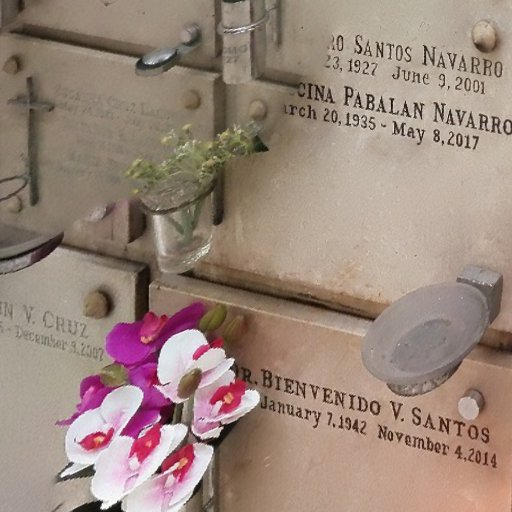 RO SANTOS NAVARRO
23, 1927 JUNE 9, 2001
CINA PABALAN NAVARRO
arch 20, 1935 - May 8, 2017
N V. CRUZ
- December 3, 2007
DR. BIENVENIDO V. SANTOS
January 7, 1942 November 4, 2014